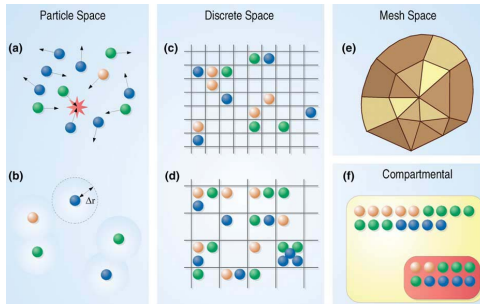 Particle Space
Discrete Space
Mesh Space
(a)
(b)
Δr
(c)
(d)
(e)
(f) Compartmental